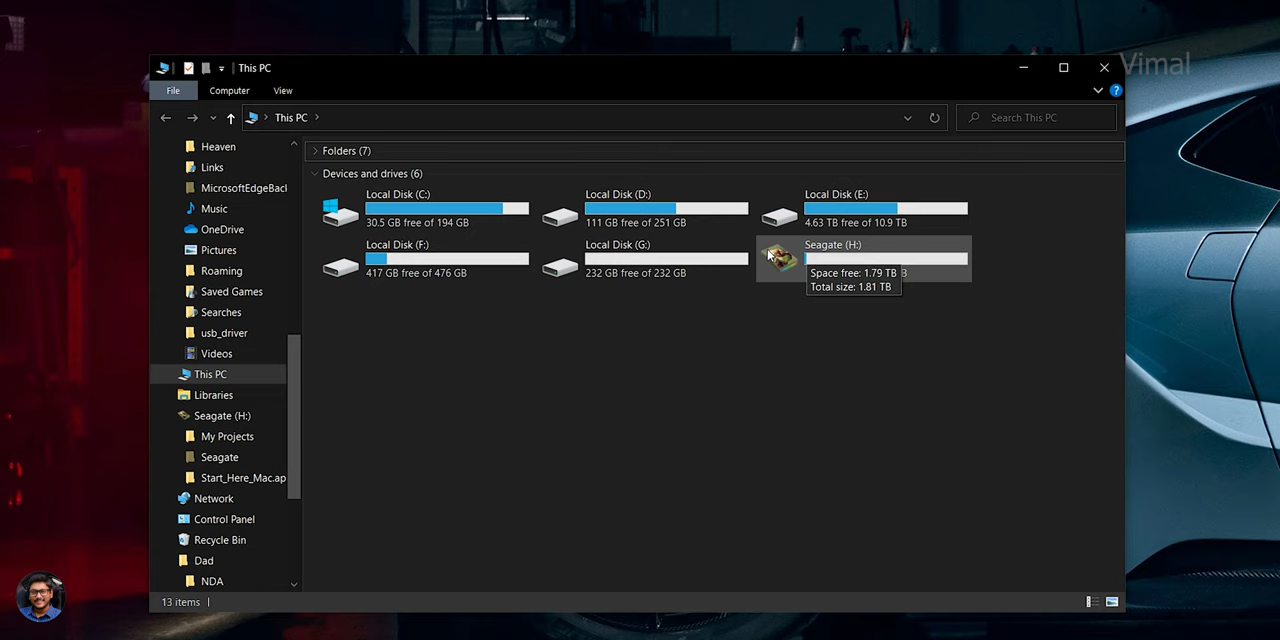 This PC
Vimal
File
Computer
View
?
This PC
Search This PC
Heaven
Links
MicrosoftEdgeBack
Music
OneDrive
Pictures
Roaming
Saved Games
Searches
usb_driver
Videos
This PC
Libraries
Seagate (H:)
My Projects
Seagate
Start_Here_Mac.ap
Network
Control Panel
Recycle Bin
Dad
NDA
Folders (7)
Devices and drives (6)
Local Disk (C:)
30.5 GB free of 194 GB
Local Disk (D:)
111 GB free of 251 GB
Local Disk (E:)
4.63 TB free of 10.9 TB
Local Disk (F:)
417 GB free of 476 GB
Local Disk (G:)
232 GB free of 232 GB
Seagate (H:)
Space free: 1.79 TB
Total size: 1.81 TB
13 items